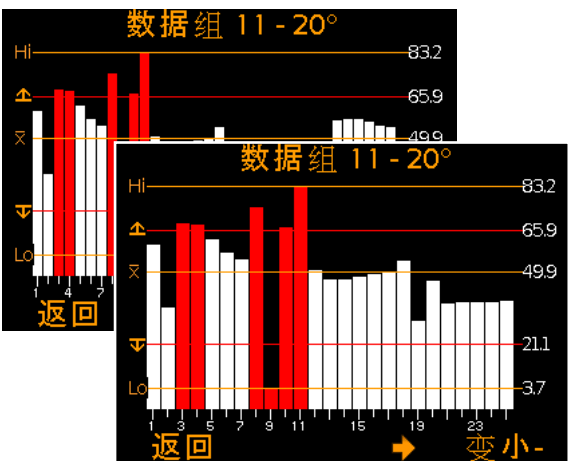 数据组 11 - 20°
Hi 83.2
65.9
x̄ 49.9
Lo
1 4 7
返回
数据组 11 - 20°
Hi 83.2
65.9
x̄ 49.9
21.1
Lo 3.7
1 3 5 7 9 11 15 19 23
返回 变小-